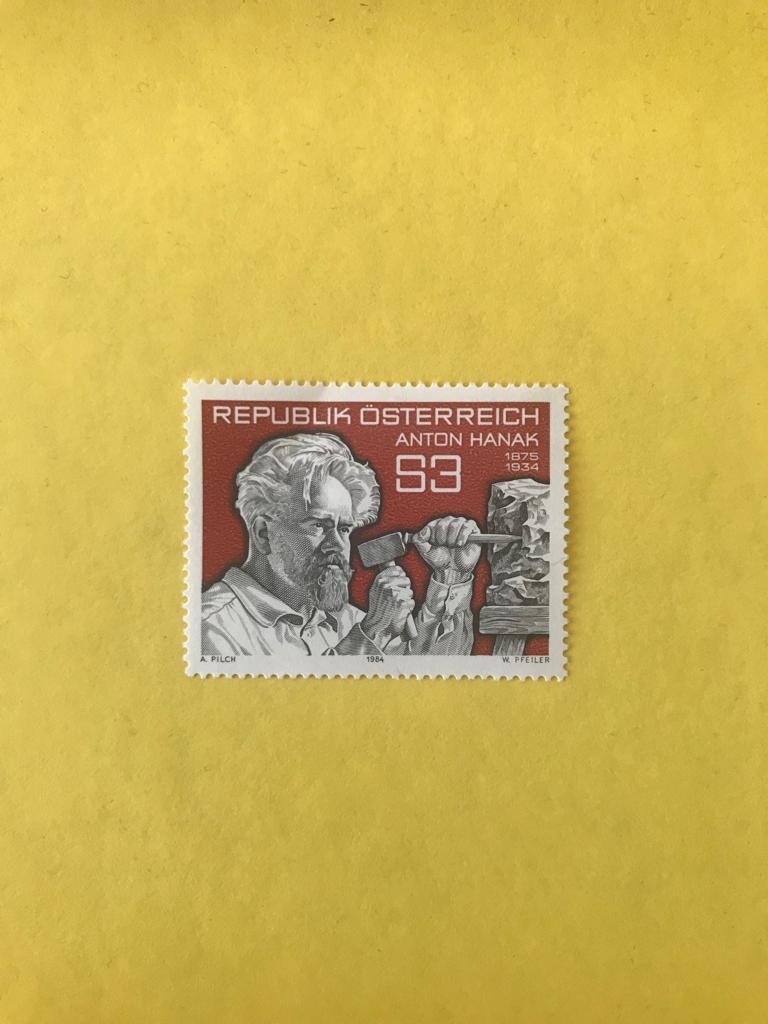 REPUBLIK ÖSTERREICH
ANTON HANAK
S3
1875
1934
A. PILCH
1984
W. PFEILER